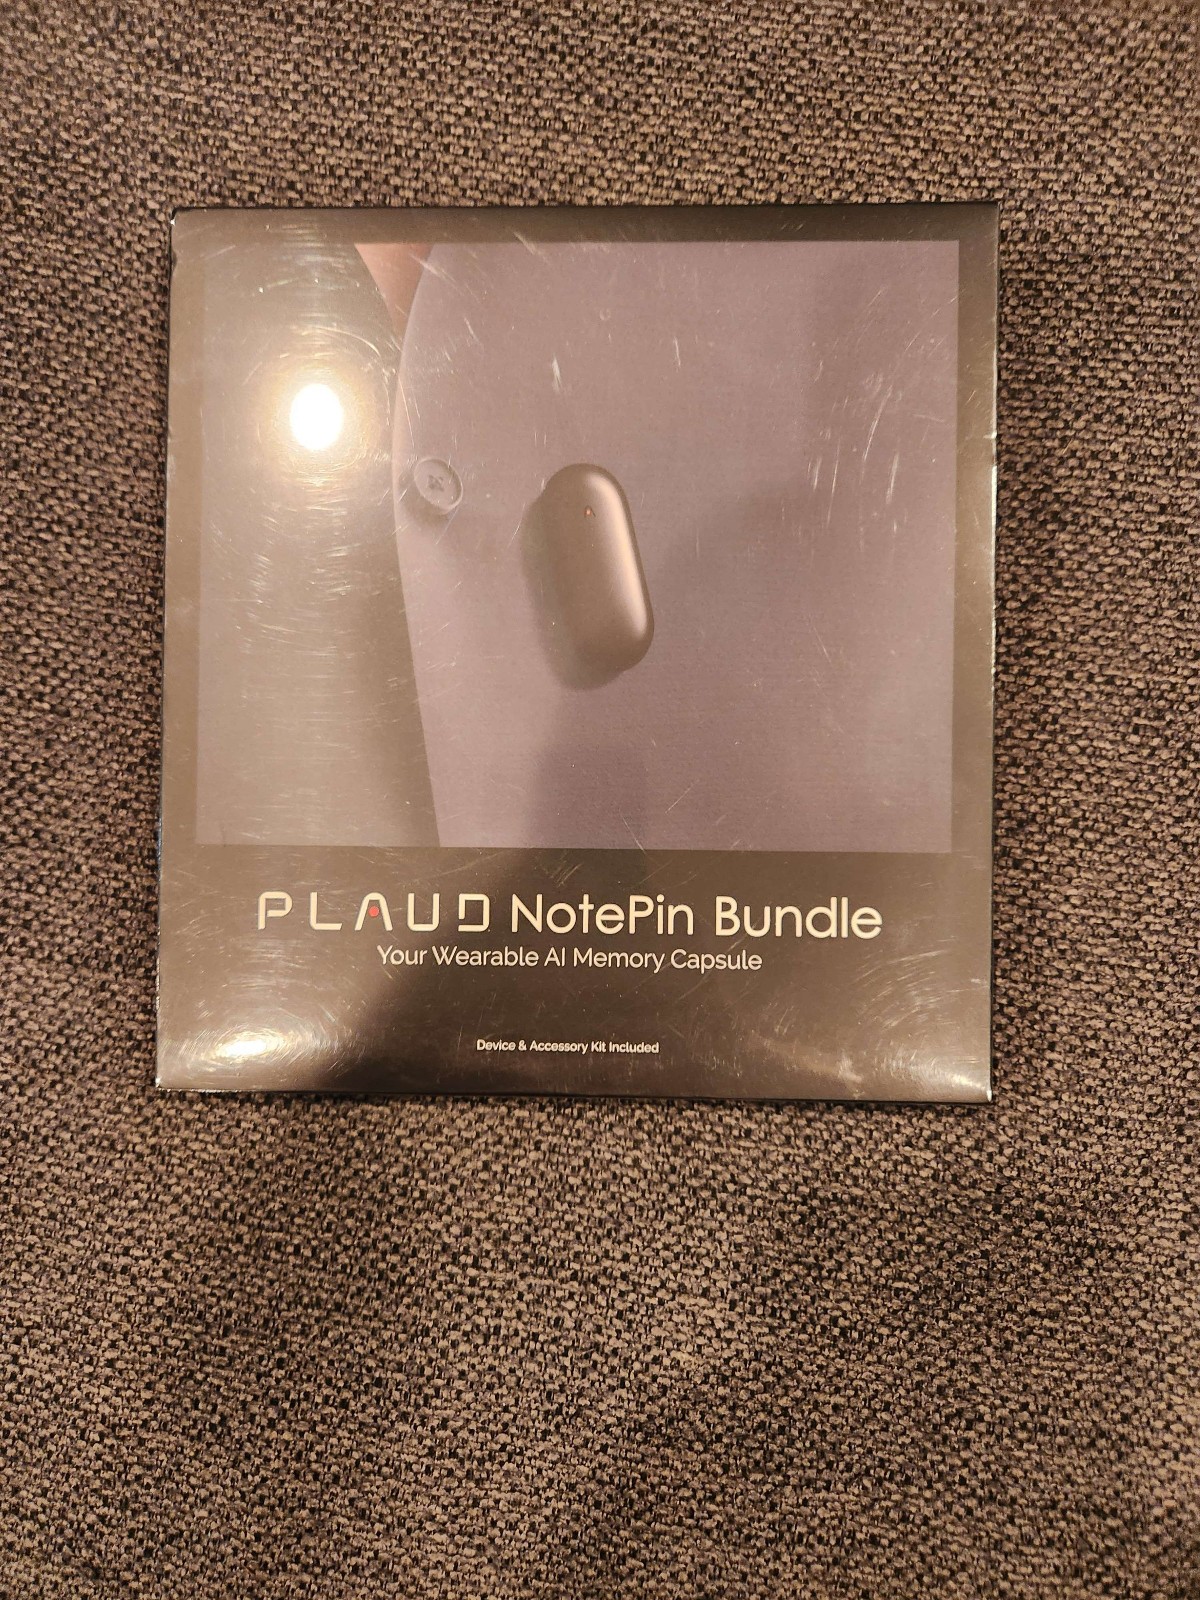 PLAUD NotePin Bundle
Your Wearable AI Memory Capsule
Device & Accessory Kit Included